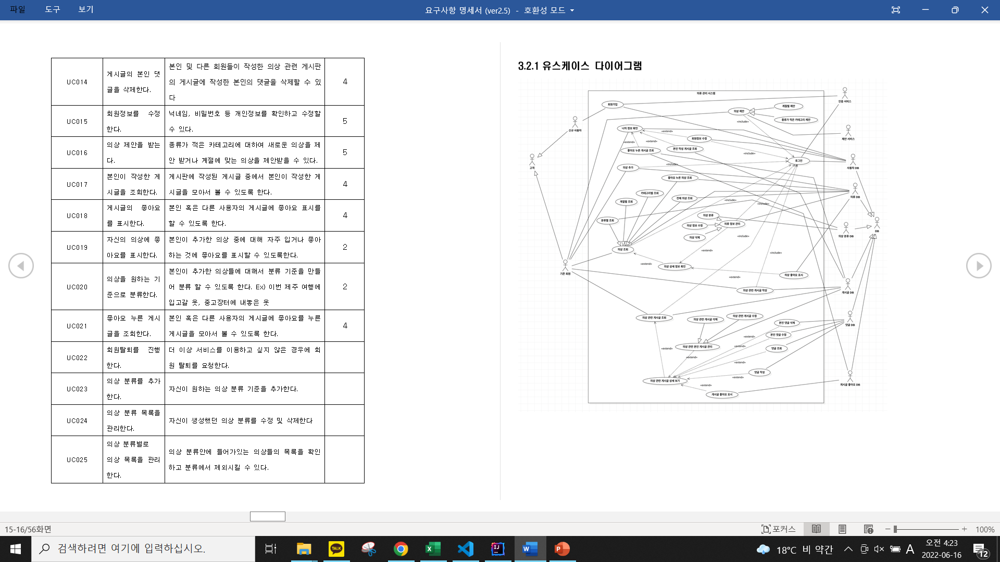 파일
도구
보기
요구사항 명세서 (ver2.5) - 호환성 모드
UC014
게시글의 본인 댓
글을 삭제한다.
본인 및 다른 회원들이 작성한 의상 관련 게시판
의 게시글에 작성한 본인의 댓글을 삭제할 수 있
다
4
UC015
회원정보를 수정
한다.
닉네임, 비밀번호 등 개인정보를 확인하고 수정할
수 있다.
5
UC016
의상 제안을 받는
다.
종류가 적은 카테고리에 대하여 새로운 의상을 제
안 받거나 계절에 맞는 의상을 제안받을 수 있다.
5
UC017
본인이 작성한 게
시글을 조회한다.
게시판에 작성된 게시글 중에서 본인이 작성한 게
시글을 모아서 볼 수 있도록 한다.
4
UC018
게시글의 좋아요
를 표시한다.
본인 혹은 다른 사용자의 게시글에 좋아요 표시를
할 수 있도록 한다.
4
UC019
자신의 의상에 좋
아요를 표시한다.
본인이 추가한 의상 중에 대해 자주 입거나 좋아
하는 것에 좋아요를 표시할 수 있도록한다.
2
UC020
의상을 원하는 기
준으로 분류한다.
본인이 추가한 의상들에 대해서 분류 기준을 만들
어 분류 할 수 있도록 한다. Ex) 이번 제주 여행에
입고갈 옷, 중고장터에 내놓은 옷
2
UC021
좋아요 누른 게시
글을 조회한다.
본인 혹은 다른 사용자의 게시글에 좋아요를 누른
게시글을 모아서 볼 수 있도록 한다.
4
UC022
회원탈퇴를 진행
한다.
더 이상 서비스를 이용하고 싶지 않은 경우에 회
원 탈퇴를 요청한다.
UC023
의상 분류를 추가
한다.
자신이 원하는 의상 분류 기준을 추가한다.
UC024
의상 분류 목록을
관리한다.
자신이 생성했던 의상 분류를 수정 및 삭제한다
UC025
의상 분류별로
의상 목록을 관리
한다.
의상 분류안에 들어가있는 의상들의 목록을 확인
하고 분류에서 제외시킬 수 있다.
3.2.1 유스케이스 다이어그램
의류 관리 시스템
인증 서비스
회원가입
계절별 제안
의상 제안
종류가 적은 카테고리 제안
«include»
신규 사용자
나의 정보 확인
«extend»
제안 서비스
회원정보 수정
«extend»
«extend»
좋아요 누른 게시글 조회
본인 작성 게시글 조회
«include»
고객
로그인
사용자 DB
«include»
의상 추가
좋아요 누른 의상 조회
카테고리별 조회
의류 DB
전체 의상 조회
계절별 조회
«include»
«include»
의상 분류
분류별 조회
의상 정보 수정
의류 정보 관리
DB
의상 삭제
«include»
의상 분류 DB
의상 조회
«extend»
«include»
«extend»
의상 상세 정보 확인
기존 회원
의상 좋아요 표시
«extend»
의상 관련 게시글 작성
게시글 DB
의상 관련 게시글 조회
의상 관련 게시글 삭제
의상 관련 게시글 수정
본인 댓글 삭제
댓글 DB
본인 댓글 수정
«extend»
의상 관련 본인 게시글 관리
«extend»
«extend»
댓글 조회
«extend»
«extend»
댓글 작성
«extend»
의상 관련 게시글 상세 보기
«extend»
게시글 좋아요 표시
게시글 좋아요 DB
15-16/56화면
포커스
100%
검색하려면 여기에 입력하십시오.
TALK
X
IJ
W
P
18°C 비 약간
A
오전 4:23
2022-06-16
12